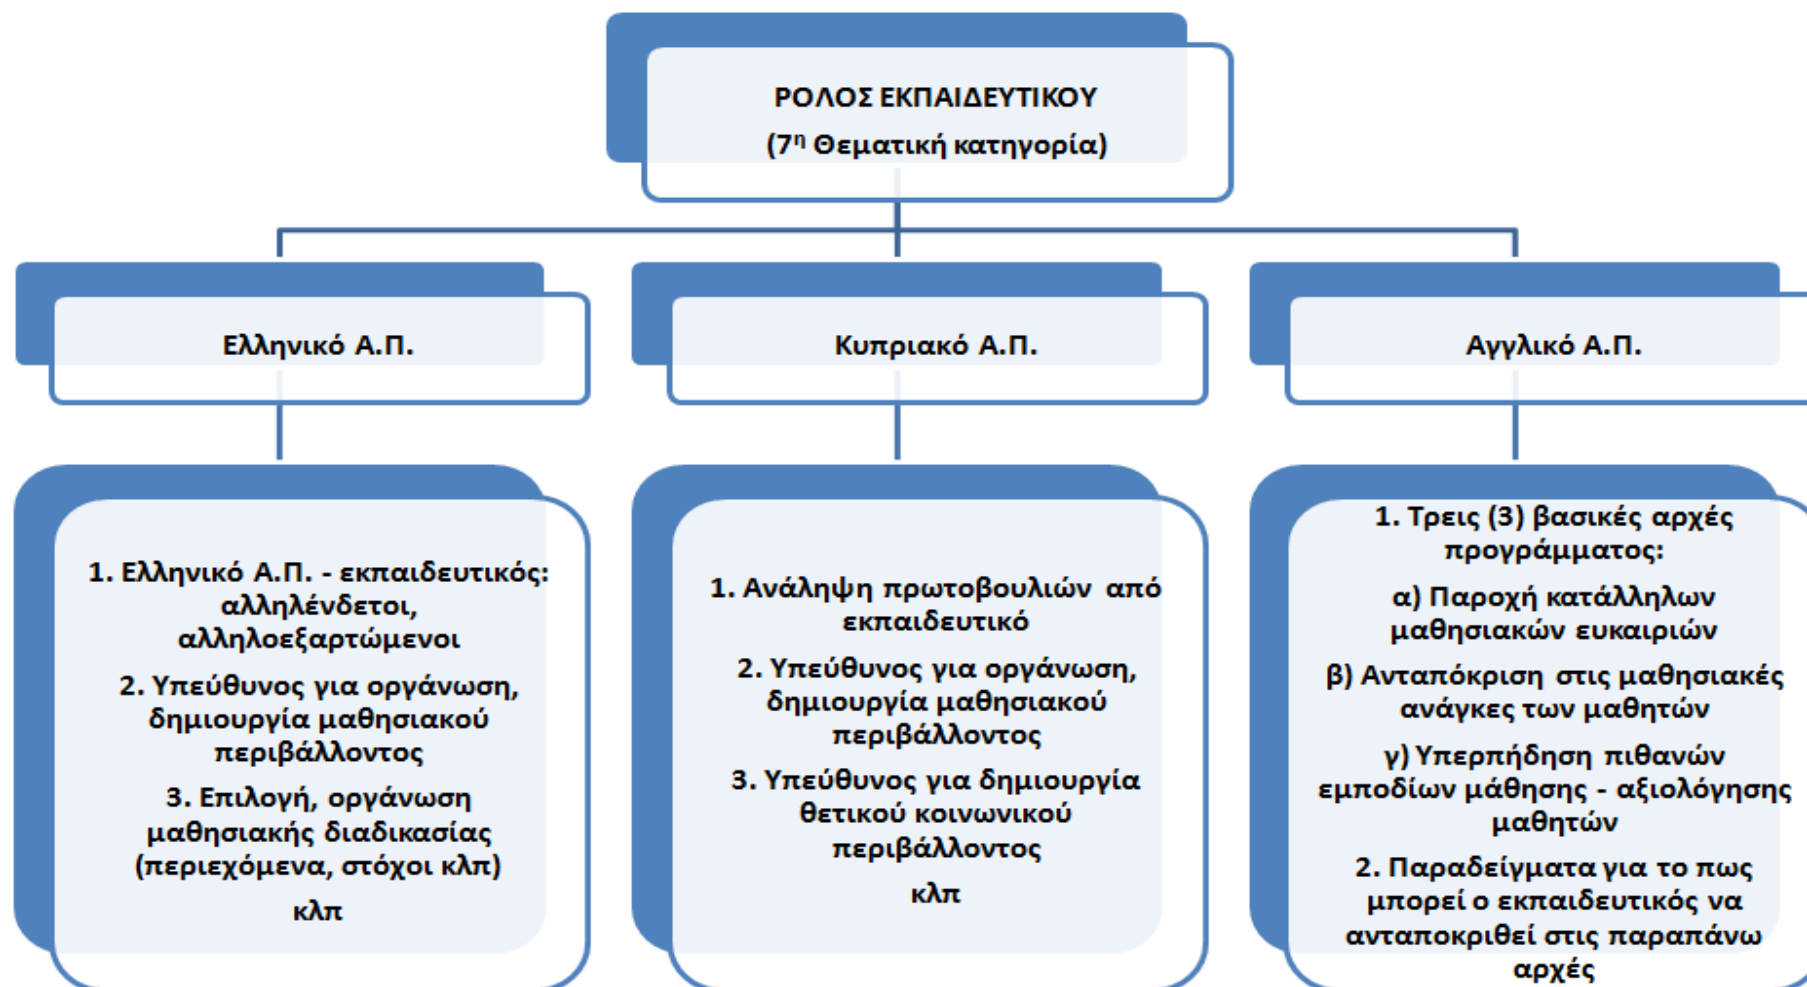 ΡΟΛΟΣ ΕΚΠΑΙΔΕΥΤΙΚΟΥ
(7η Θεματική κατηγορία)
Ελληνικό Α.Π.
Κυπριακό Α.Π.
Αγγλικό Α.Π.
1. Ελληνικό Α.Π. - εκπαιδευτικός:
αλληλένδετοι,
αλληλοεξαρτώμενοι
2. Υπεύθυνος για οργάνωση,
δημιουργία μαθησιακού
περιβάλλοντος
3. Επιλογή, οργάνωση
μαθησιακής διαδικασίας
(περιεχόμενα, στόχοι κλπ)
κλπ
1. Ανάληψη πρωτοβουλιών από
εκπαιδευτικό
2. Υπεύθυνος για οργάνωση,
δημιουργία μαθησιακού
περιβάλλοντος
3. Υπεύθυνος για δημιουργία
θετικού κοινωνικού
περιβάλλοντος
κλπ
1. Τρεις (3) βασικές αρχές
προγράμματος:
α) Παροχή κατάλληλων
μαθησιακών ευκαιριών
β) Ανταπόκριση στις μαθησιακές
ανάγκες των μαθητών
γ) Υπερπήδηση πιθανών
εμποδίων μάθησης - αξιολόγησης
μαθητών
2. Παραδείγματα για το πως
μπορεί ο εκπαιδευτικός να
ανταποκριθεί στις παραπάνω
αρχές